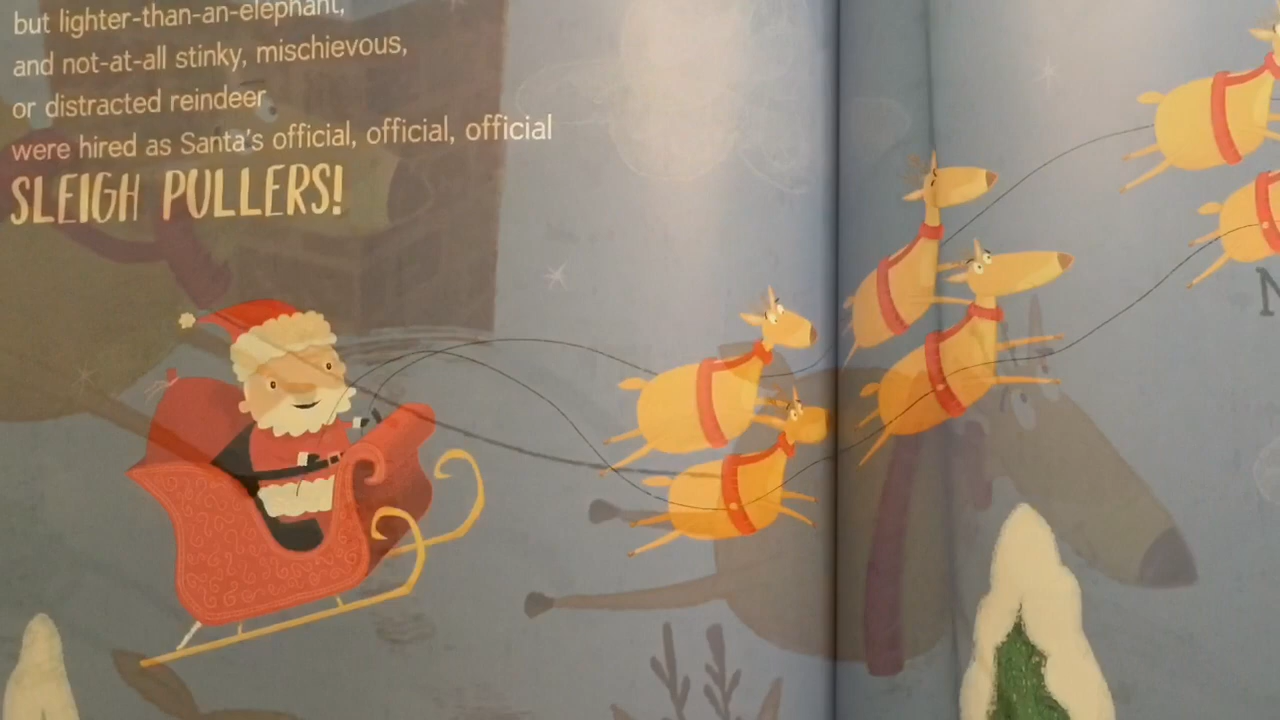 but lighter-than-an-elephant,
and not-at-all stinky, mischievous,
or distracted reindeer
were hired as Santa's official, official, official
SLEIGH PULLERS!
N